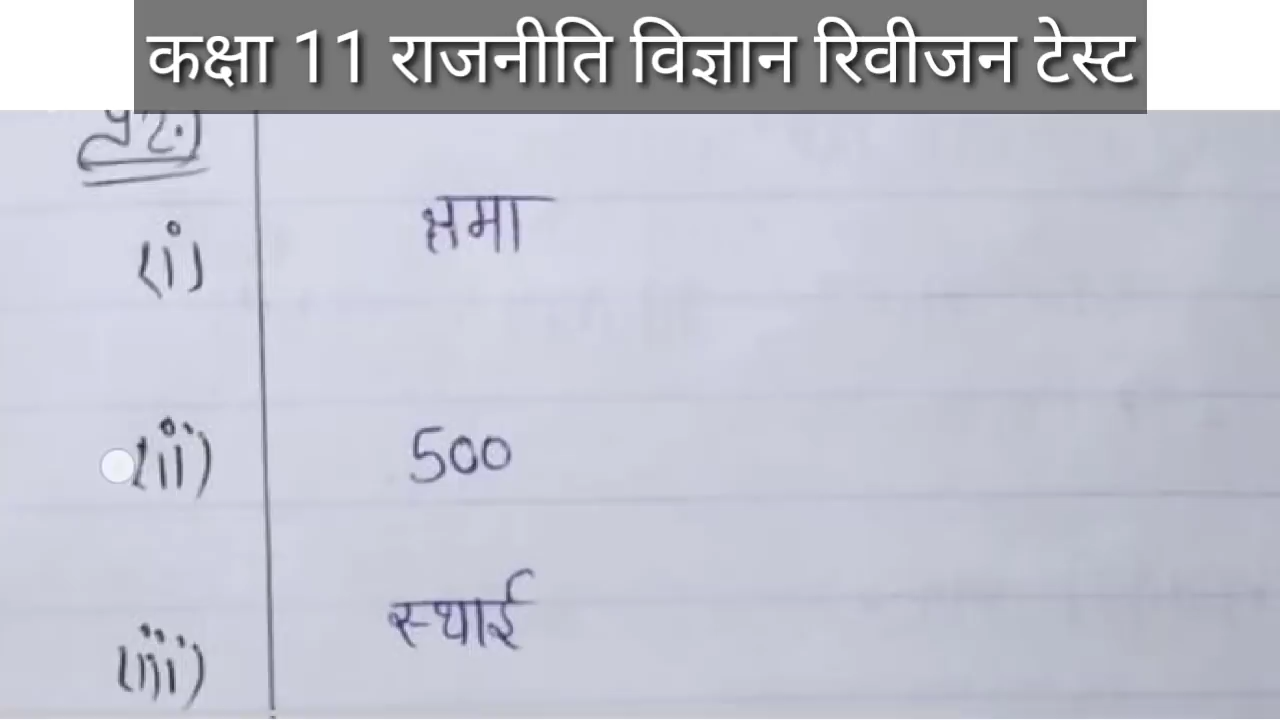 कक्षा 11 राजनीति विज्ञान रिवीजन टेस्ट
(i) क्षमा
(ii) 500
(iii) स्थाई